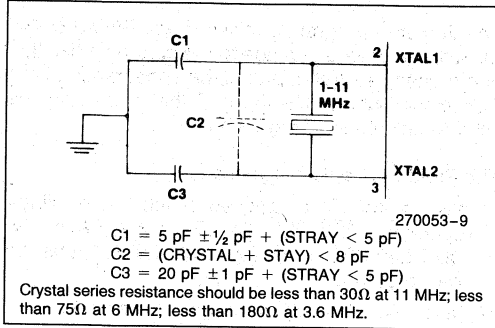 C1
2 XTAL1
1-11
MHz
C2
XTAL2
3
C3
270053-9
C1 = 5 pF ±½ pF + (STRAY < 5 pF)
C2 = (CRYSTAL + STAY) < 8 pF
C3 = 20 pF ±1 pF + (STRAY < 5 pF)
Crystal series resistance should be less than 30Ω at 11 MHz; less
than 75Ω at 6 MHz; less than 180Ω at 3.6 MHz.